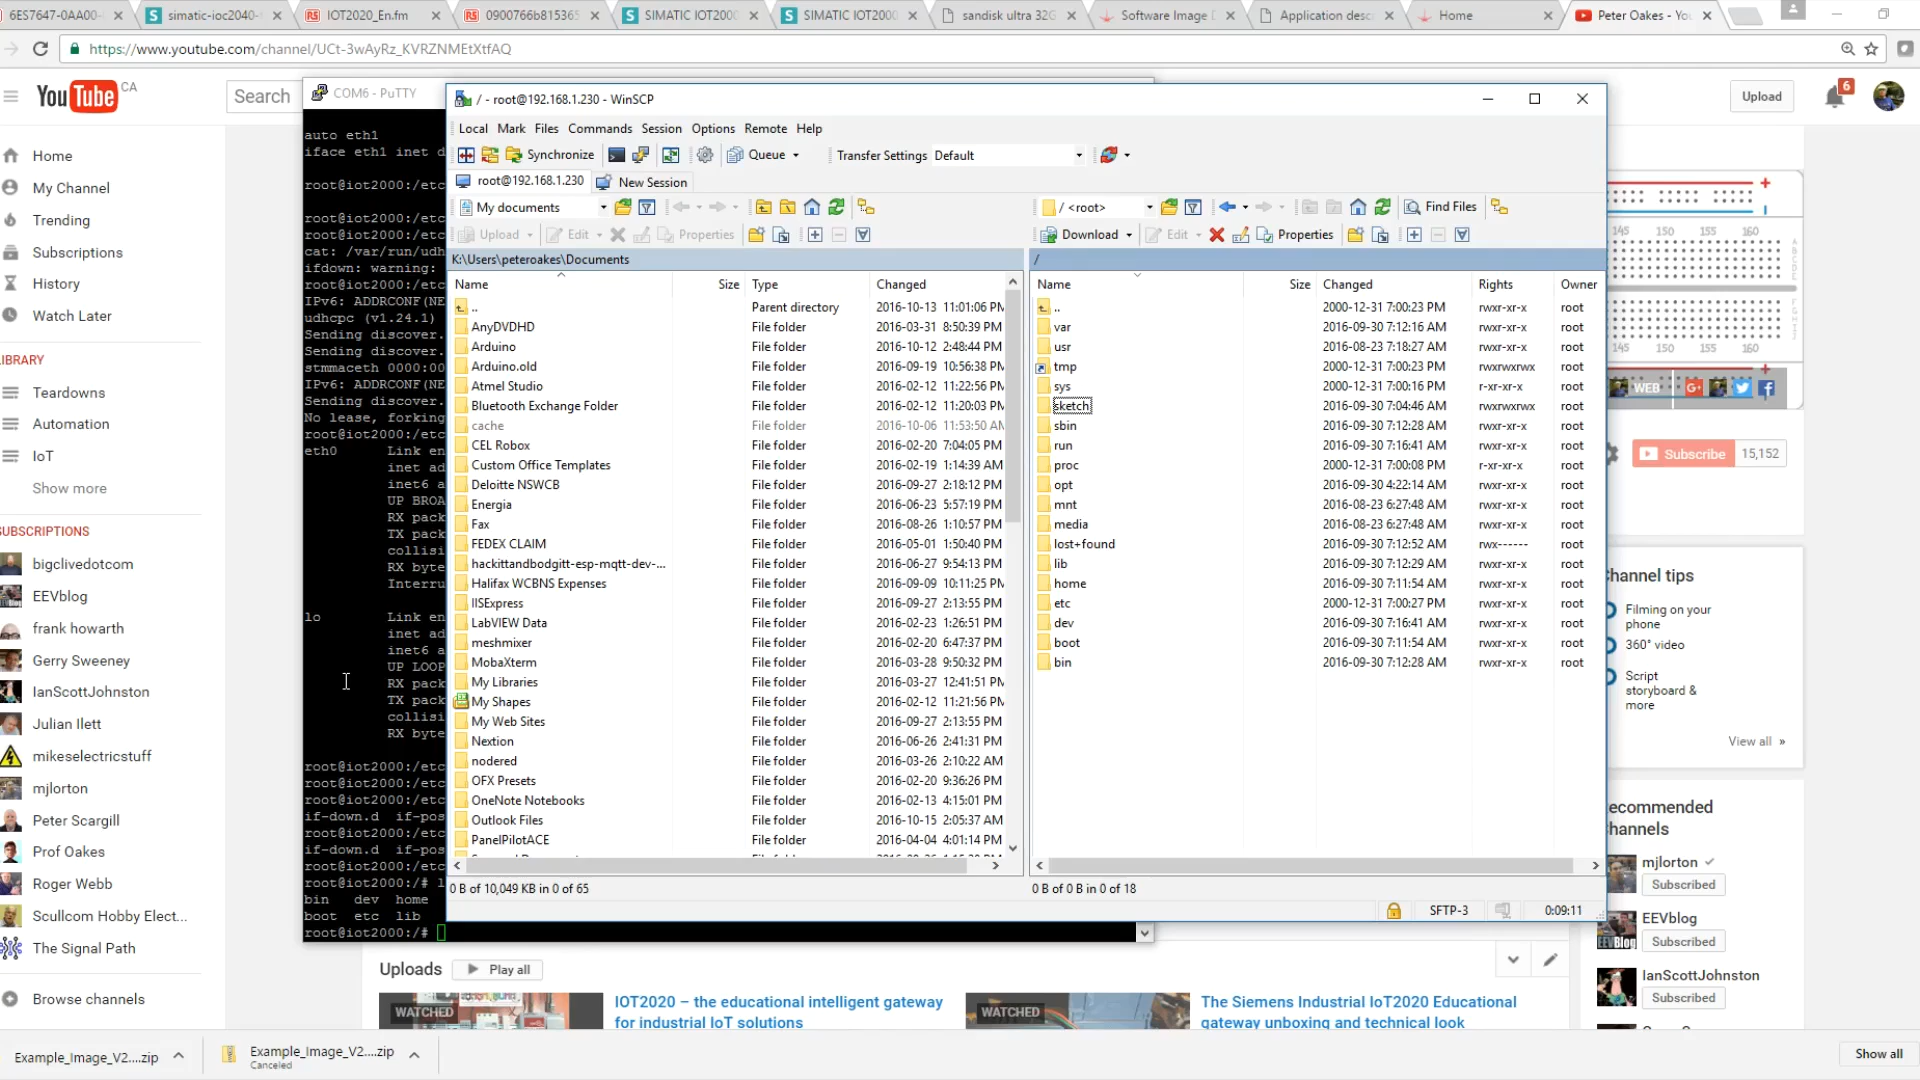 6ES7647-0AA00-
simatic-ioc2040-
IOT2020_En.fm
0900766b815365
SIMATIC IOT2000
SIMATIC IOT2000
sandisk ultra 32G
Software Image D
Application desc
Home
Peter Oakes - Yo
https://www.youtube.com/channel/UCt-3wAyRz_KVRZNMEtXtfAQ
YouTube CA
Search
Upload
6
Home
My Channel
Trending
Subscriptions
History
Watch Later
LIBRARY
Teardowns
Automation
IoT
Show more
SUBSCRIPTIONS
bigclivedotcom
EEVblog
frank howarth
Gerry Sweeney
IanScottJohnston
Julian Ilett
mikeselectricstuff
mjlorton
Peter Scargill
Prof Oakes
Roger Webb
Scullcom Hobby Elect...
The Signal Path
Browse channels
COM6 - PuTTY
auto eth1
iface eth1 inet d
root@iot2000:/etc
root@iot2000:/etc
root@iot2000:/etc
cat: /var/run/udh
ifdown: warning:
root@iot2000:/etc
IPv6: ADDRCONF(NE
udhcpc (v1.24.1)
Sending discover.
Sending discover.
stmmaceth 0000:00
IPv6: ADDRCONF(NE
Sending discover.
No lease, forking
root@iot2000:/etc
eth0 Link en
inet ad
inet6 a
UP BROA
RX pack
TX pack
collisi
RX byte
Interru
lo Link en
inet ad
inet6 a
UP LOOP
RX pack
TX pack
collisi
RX byte
root@iot2000:/etc
root@iot2000:/etc
root@iot2000:/etc
if-down.d if-pos
root@iot2000:/etc
if-down.d if-pos
root@iot2000:/etc
root@iot2000:/# l
bin dev home
boot etc lib
root@iot2000:/#
/ - root@192.168.1.230 - WinSCP
Local Mark Files Commands Session Options Remote Help
Synchronize Queue Transfer Settings Default
root@192.168.1.230 New Session
My documents
Upload Edit Properties
K:\Users\peteroakes\Documents
Name Size Type Changed
.. Parent directory 2016-10-13 11:01:06 PM
AnyDVDHD File folder 2016-03-31 8:50:39 PM
Arduino File folder 2016-10-12 2:48:44 PM
Arduino.old File folder 2016-09-19 10:56:38 PM
Atmel Studio File folder 2016-02-12 11:22:56 PM
Bluetooth Exchange Folder File folder 2016-02-12 11:20:03 PM
cache File folder 2016-10-06 11:53:50 AM
CEL Robox File folder 2016-02-20 7:04:05 PM
Custom Office Templates File folder 2016-02-19 1:14:39 AM
Deloitte NSWCB File folder 2016-09-27 2:18:12 PM
Energia File folder 2016-06-23 5:57:19 PM
Fax File folder 2016-08-26 1:10:57 PM
FEDEX CLAIM File folder 2016-05-01 1:50:40 PM
hackittandbodgitt-esp-mqtt-dev-... File folder 2016-06-27 9:54:13 PM
Halifax WCBNS Expenses File folder 2016-09-09 10:11:25 PM
IISExpress File folder 2016-09-27 2:13:55 PM
LabVIEW Data File folder 2016-02-23 1:26:51 PM
meshmixer File folder 2016-02-20 6:47:37 PM
MobaXterm File folder 2016-03-28 9:50:32 PM
My Libraries File folder 2016-03-27 12:41:51 PM
My Shapes File folder 2016-02-12 11:21:56 PM
My Web Sites File folder 2016-09-27 2:13:55 PM
Nextion File folder 2016-06-26 2:41:31 PM
nodered File folder 2016-03-26 2:10:22 AM
OFX Presets File folder 2016-02-20 9:36:26 PM
OneNote Notebooks File folder 2016-02-13 4:15:01 PM
Outlook Files File folder 2016-10-15 2:05:37 AM
PanelPilotACE File folder 2016-04-04 4:01:14 PM
0 B of 10,049 KB in 0 of 65
/ <root> Find Files
Download Edit Properties
/
Name Size Changed Rights Owner
.. 2000-12-31 7:00:23 PM rwxr-xr-x root
var 2016-09-30 7:12:16 AM rwxr-xr-x root
usr 2016-08-23 7:18:27 AM rwxr-xr-x root
tmp 2000-12-31 7:00:23 PM rwxrwxrwx root
sys 2000-12-31 7:00:16 PM r-xr-xr-x root
sketch 2016-09-30 7:04:46 AM rwxrwxrwx root
sbin 2016-09-30 7:12:28 AM rwxr-xr-x root
run 2016-09-30 7:16:41 AM rwxr-xr-x root
proc 2000-12-31 7:00:08 PM r-xr-xr-x root
opt 2016-09-30 4:22:14 AM rwxr-xr-x root
mnt 2016-08-23 6:27:48 AM rwxr-xr-x root
media 2016-08-23 6:27:48 AM rwxr-xr-x root
lost+found 2016-09-30 7:12:52 AM rwx------ root
lib 2016-09-30 7:12:29 AM rwxr-xr-x root
home 2016-09-30 7:11:54 AM rwxr-xr-x root
etc 2000-12-31 7:00:27 PM rwxr-xr-x root
dev 2016-09-30 7:16:41 AM rwxr-xr-x root
boot 2016-09-30 7:11:54 AM rwxr-xr-x root
bin 2016-09-30 7:12:28 AM rwxr-xr-x root
0 B of 0 B in 0 of 18
SFTP-3 0:09:11
145 150 155 160
145 150 155 160
WEB
Subscribe 15,152
Channel tips
Filming on your
phone
360° video
Script
storyboard &
more
View all »
ecommended
hannels
mjlorton
Subscribed
EEVblog
Subscribed
IanScottJohnston
Subscribed
Uploads Play all
WATCHED
IOT2020 – the educational intelligent gateway
for industrial IoT solutions
WATCHED
The Siemens Industrial IoT2020 Educational
gateway unboxing and technical look
Example_Image_V2....zip
Example_Image_V2....zip
Canceled
Show all